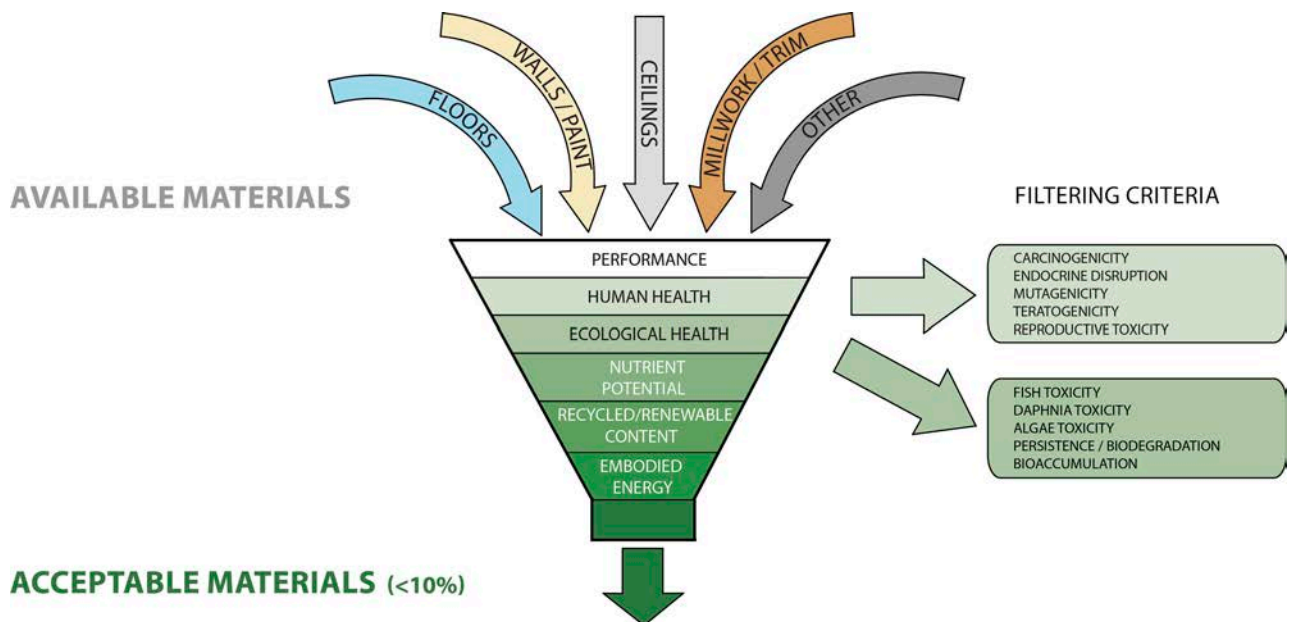 FLOORS
WALLS / PAINT
CEILINGS
MILLWORK / TRIM
OTHER
AVAILABLE MATERIALS
FILTERING CRITERIA
PERFORMANCE
HUMAN HEALTH
ECOLOGICAL HEALTH
NUTRIENT
POTENTIAL
RECYCLED/RENEWABLE
CONTENT
EMBODIED
ENERGY
CARCINOGENICITY
ENDOCRINE DISRUPTION
MUTAGENICITY
TERATOGENICITY
REPRODUCTIVE TOXICITY
FISH TOXICITY
DAPHNIA TOXICITY
ALGAE TOXICITY
PERSISTENCE / BIODEGRADATION
BIOACCUMULATION
ACCEPTABLE MATERIALS (<10%)